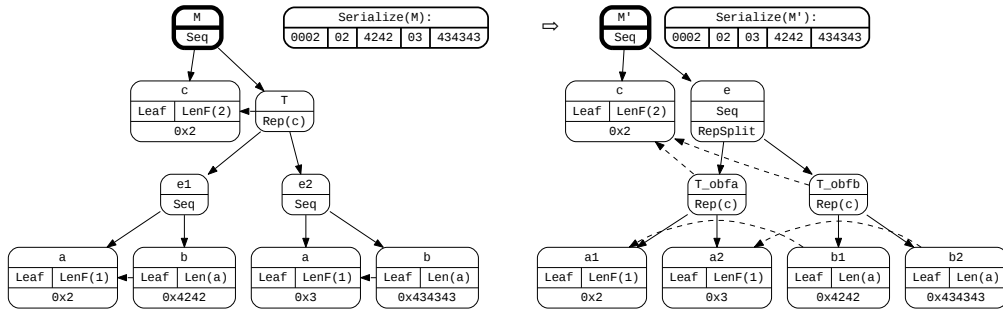 M
Seq
Serialize(M):
0002 02 4242 03 434343
c
Leaf LenF(2)
0x2
T
Rep(c)
e1
Seq
e2
Seq
a
Leaf LenF(1)
0x2
b
Leaf Len(a)
0x4242
a
Leaf LenF(1)
0x3
b
Leaf Len(a)
0x434343
⇨
M'
Seq
Serialize(M'):
0002 02 03 4242 434343
c
Leaf LenF(2)
0x2
e
Seq
RepSplit
T_obfa
Rep(c)
T_obfb
Rep(c)
a1
Leaf LenF(1)
0x2
a2
Leaf LenF(1)
0x3
b1
Leaf Len(a)
0x4242
b2
Leaf Len(a)
0x434343